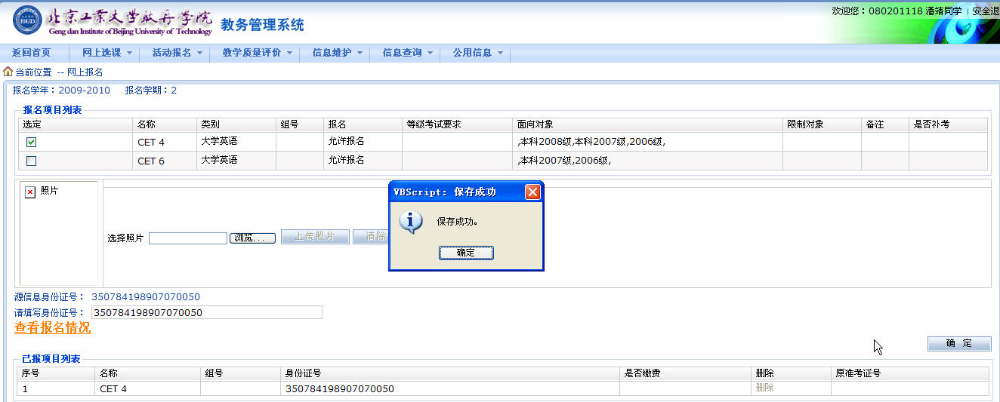 北京工业大学耿丹学院 教务管理系统
Geng dan Institute of Beijing University of Technology
欢迎您：080201118 潘婧同学 安全退
返回首页 网上选课 活动报名 教学质量评价 信息维护 信息查询 公用信息
当前位置 -- 网上报名
报名学年：2009-2010 报名学期：2
报名项目列表
选定 名称 类别 组号 报名 等级考试要求 面向对象 限制对象 备注 是否补考
CET 4 大学英语 允许报名 ,本科2008级,本科2007级,2006级,
CET 6 大学英语 允许报名 ,本科2007级,2006级,
照片
选择照片 浏览... 上传照片 清除
VBScript: 保存成功
保存成功。
确定
源信息身份证号： 350784198907070050
请填写身份证号： 350784198907070050
查看报名情况
确 定
已报项目列表
序号 名称 组号 身份证号 是否缴费 删除 原准考证号
1 CET 4 350784198907070050 删除